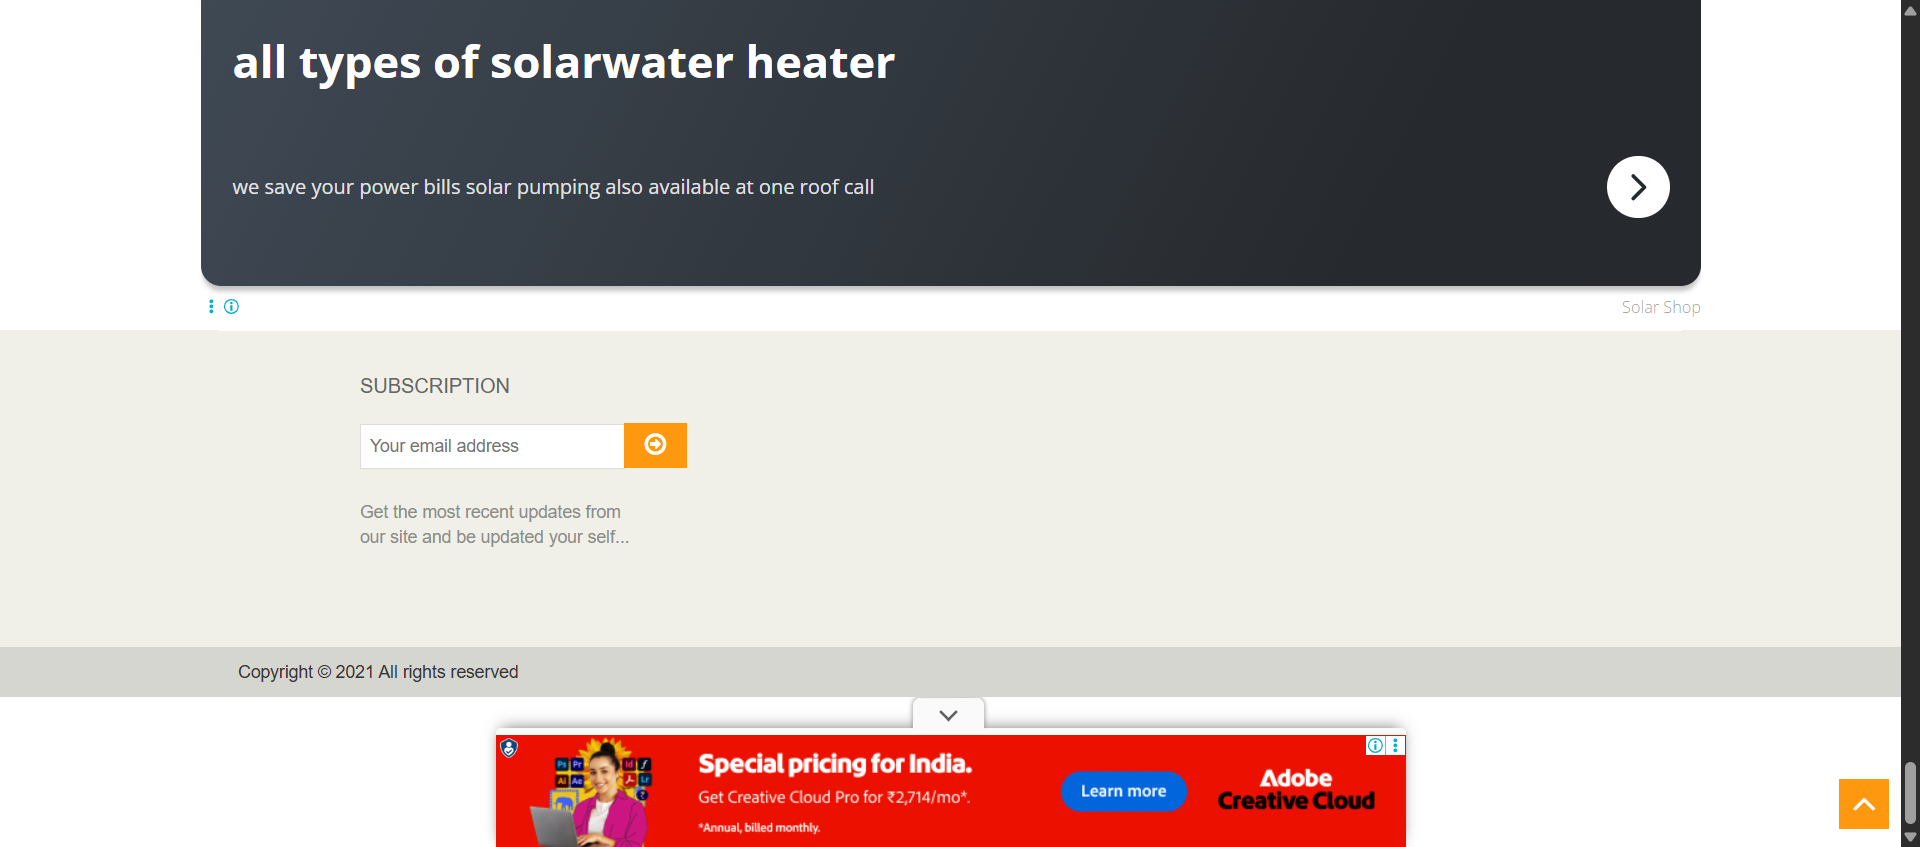 all types of solarwater heater
we save your power bills solar pumping also available at one roof call
Solar Shop
SUBSCRIPTION
Your email address
Get the most recent updates from
our site and be updated your self...
Copyright © 2021 All rights reserved
Ps Pr Id f
Ai Ae Lr
Special pricing for India.
Get Creative Cloud Pro for ₹2,714/mo*.
*Annual, billed monthly.
Learn more
Adobe
Creative Cloud